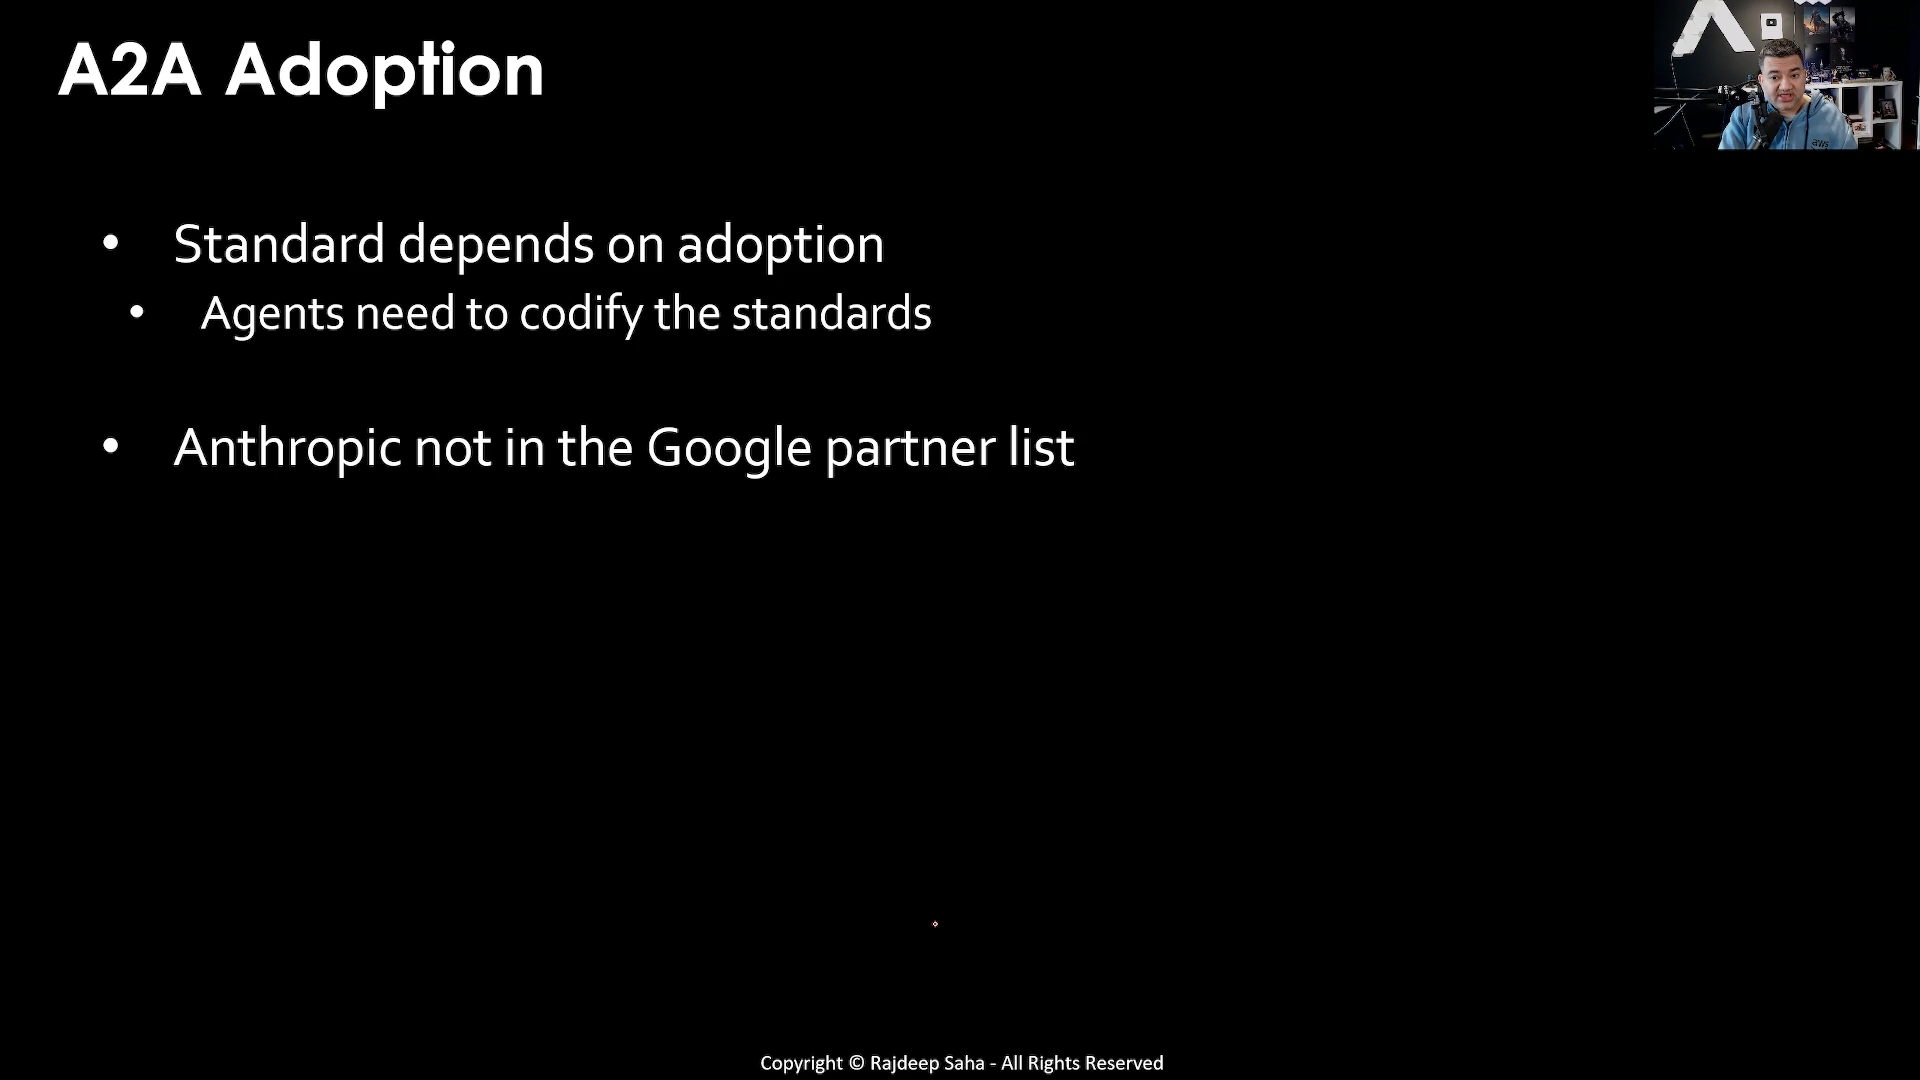 A2A Adoption
• Standard depends on adoption
• Agents need to codify the standards
• Anthropic not in the Google partner list
aws
Copyright © Rajdeep Saha - All Rights Reserved